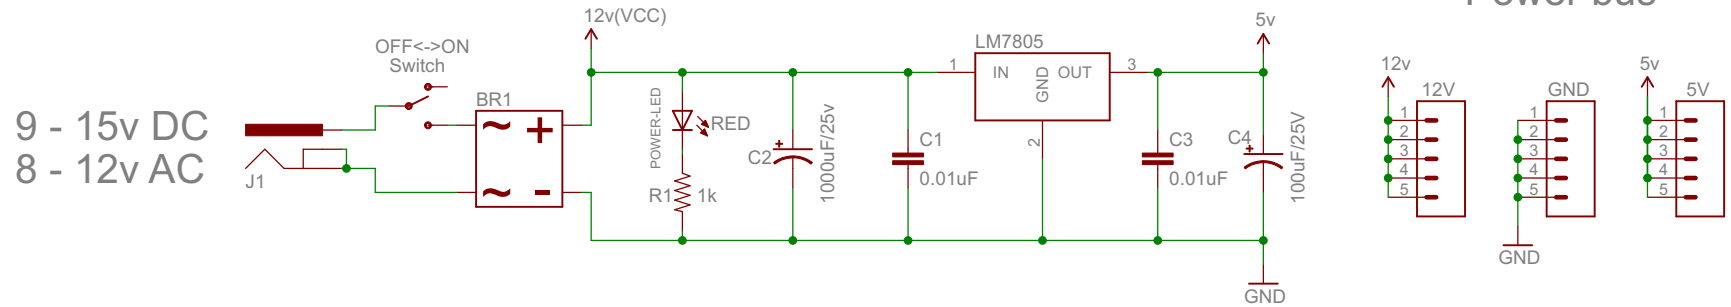 Power bus
12v(VCC)
5v
OFF<->ON
Switch
LM7805
1
IN
GND
OUT
3
2
BR1
9 - 15v DC
8 - 12v AC
J1
~
+
~
-
POWER-LED
RED
R1
1k
C2
+
1000uF/25v
C1
0.01uF
C3
0.01uF
C4
+
100uF/25V
GND
12v
12V
1
2
3
4
5
GND
1
2
3
4
5
GND
5v
5V
1
2
3
4
5